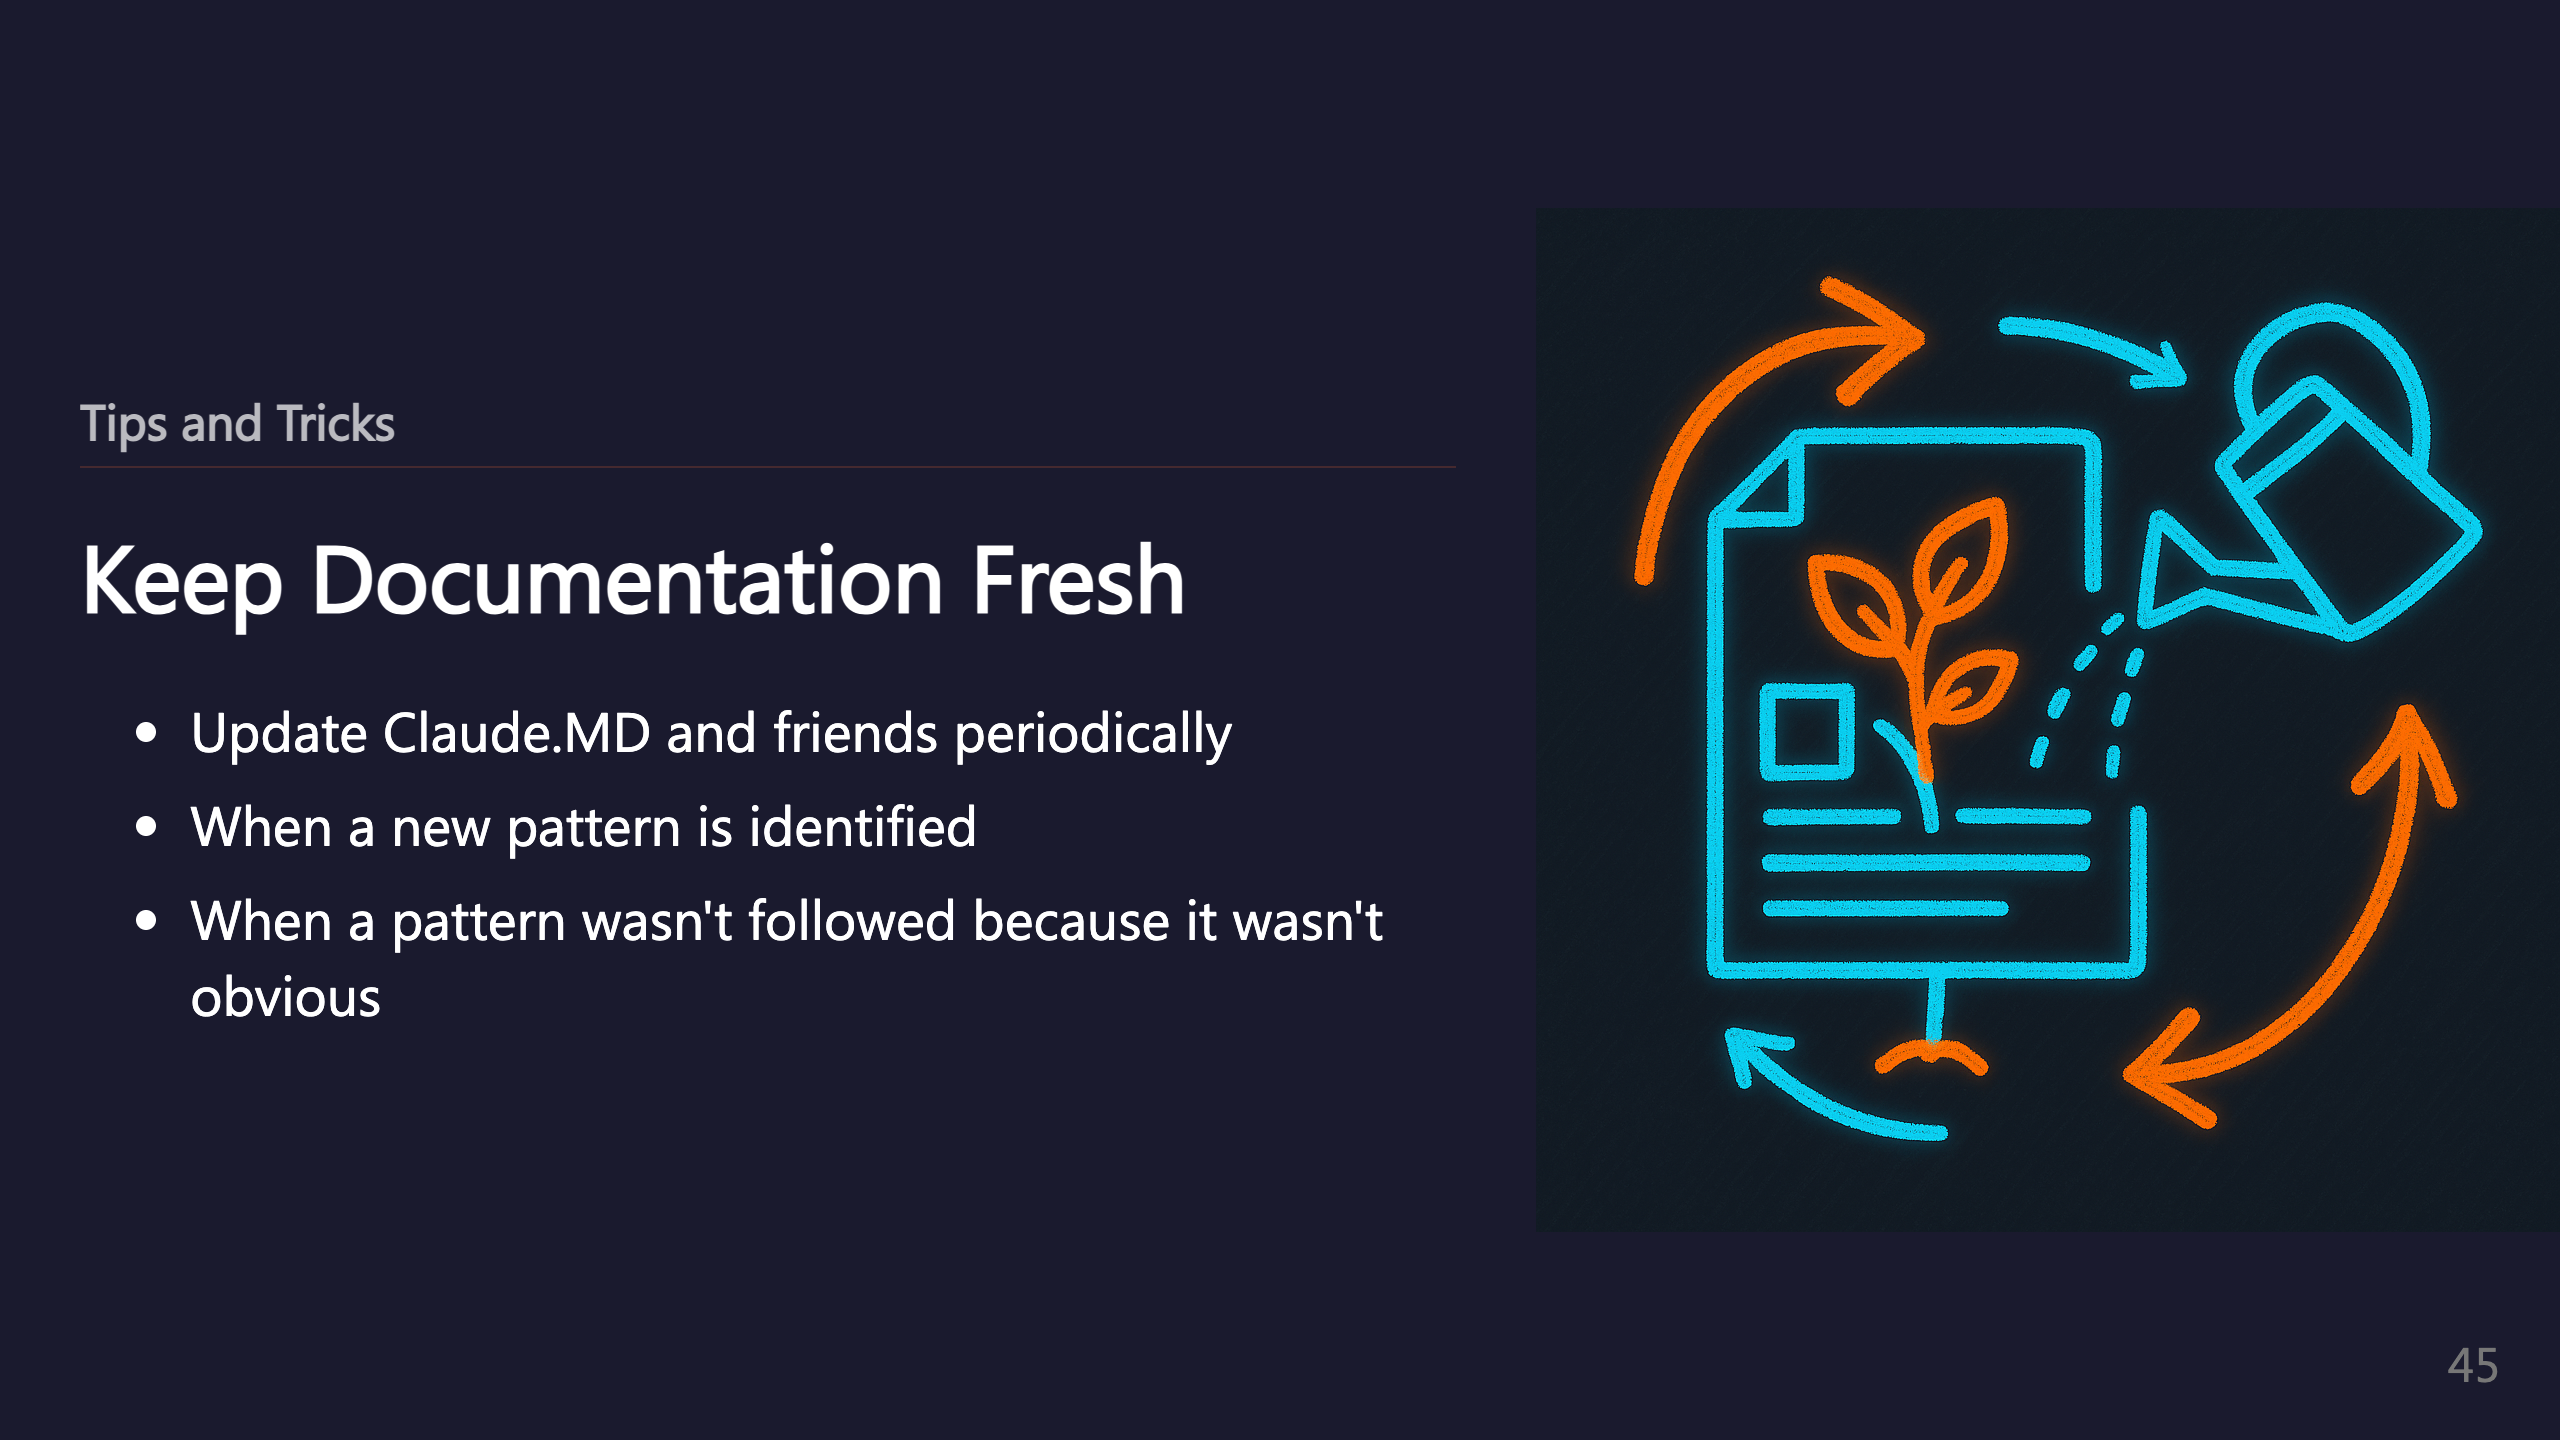 Tips and Tricks
Keep Documentation Fresh
• Update Claude.MD and friends periodically
• When a new pattern is identified
• When a pattern wasn't followed because it wasn't
obvious
45